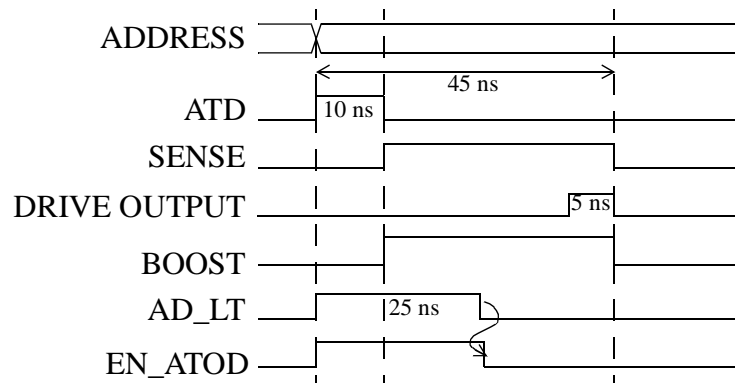 ADDRESS
45 ns
ATD
10 ns
SENSE
DRIVE OUTPUT
5 ns
BOOST
AD_LT
25 ns
EN_ATOD